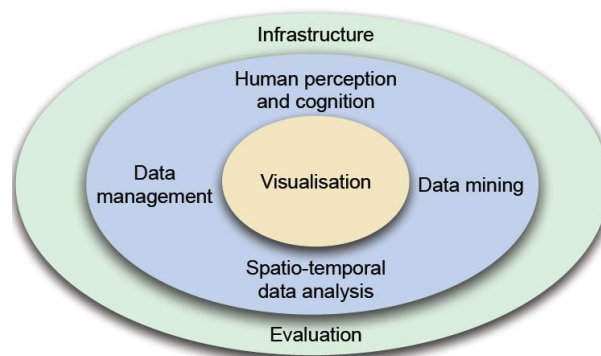 Infrastructure
Human perception
and cognition
Data
management
Visualisation
Data mining
Spatio-temporal
data analysis
Evaluation